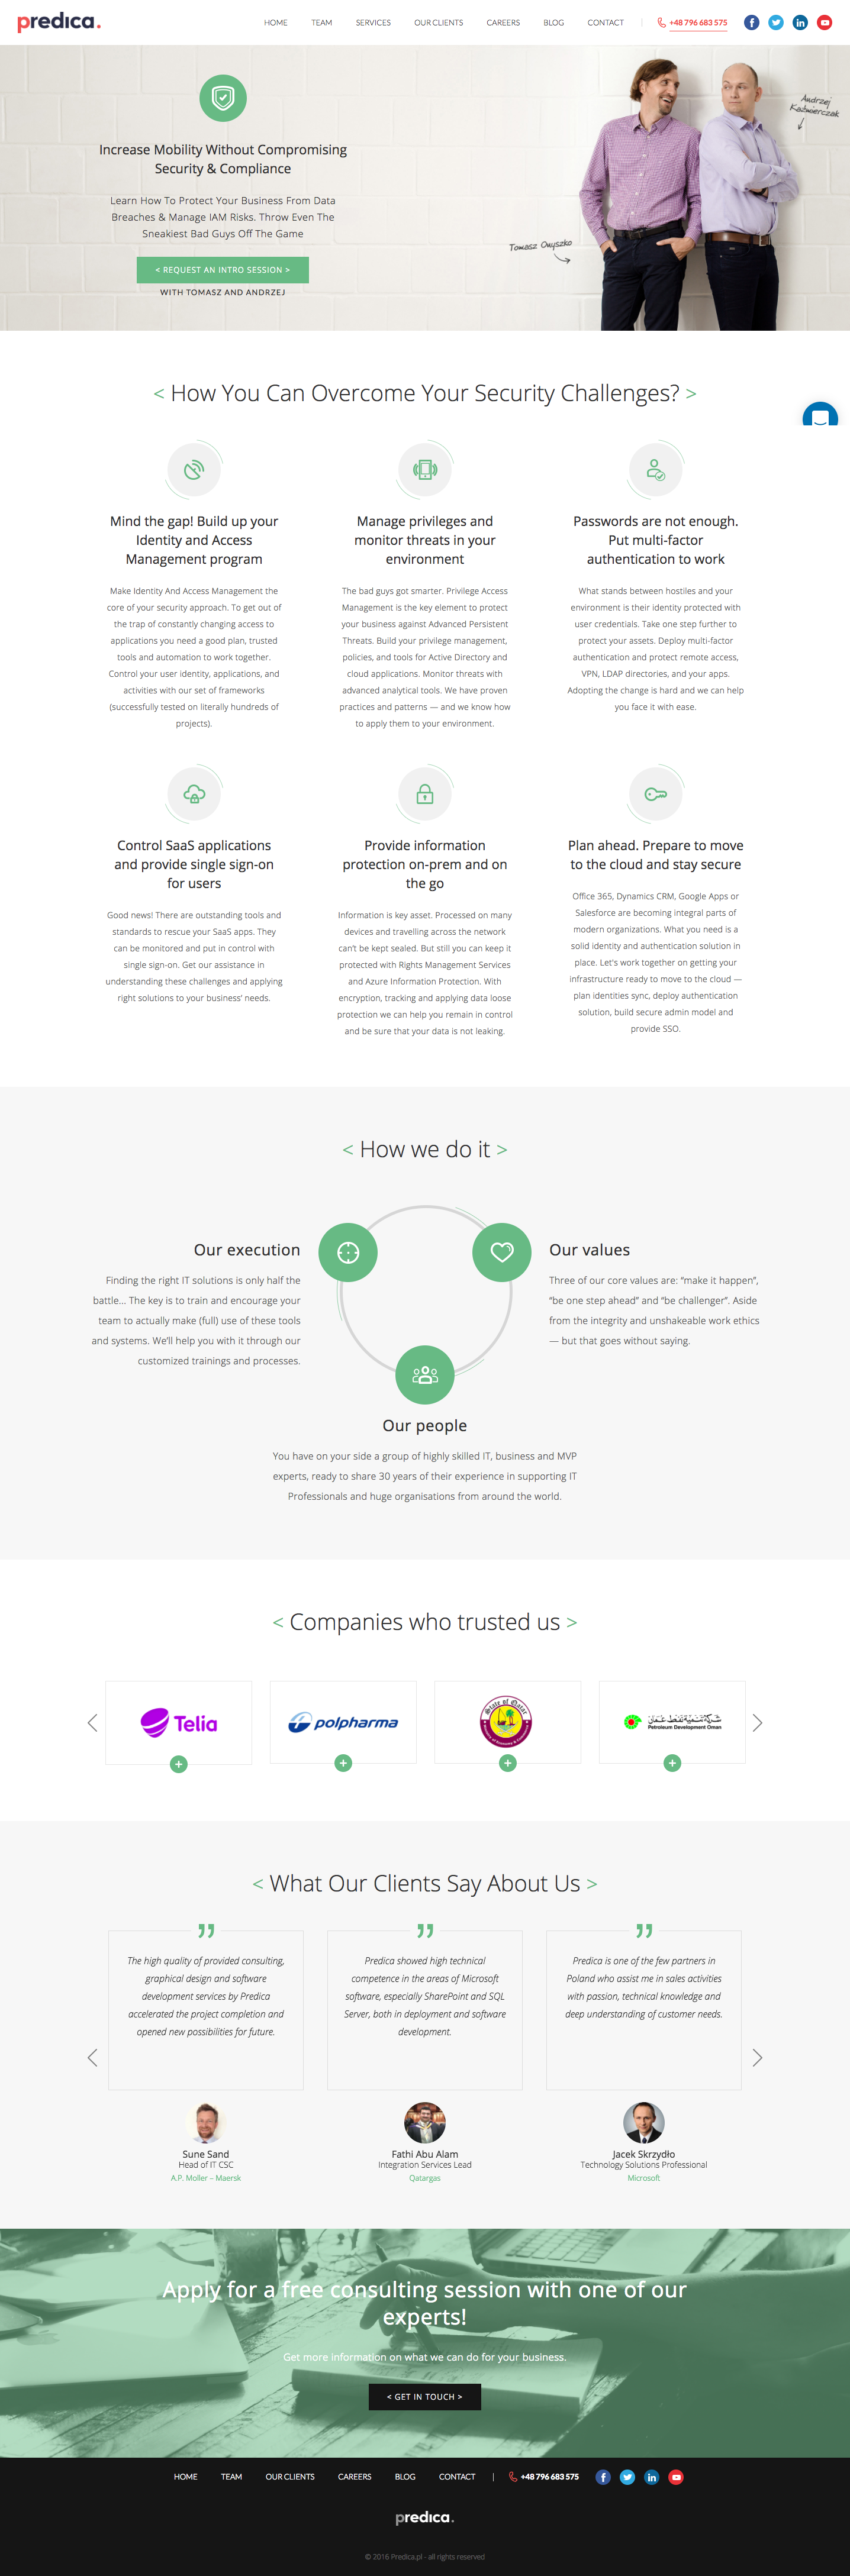 predica.
HOME TEAM SERVICES OUR CLIENTS CAREERS BLOG CONTACT | +48 796 683 575
Andrzej
Kaźmierczak
Increase Mobility Without Compromising
Security & Compliance
Learn How To Protect Your Business From Data
Breaches & Manage IAM Risks. Throw Even The
Sneakiest Bad Guys Off The Game
Tomasz Onyszko
< REQUEST AN INTRO SESSION >
WITH TOMASZ AND ANDRZEJ
< How You Can Overcome Your Security Challenges? >
Mind the gap! Build up your
Identity and Access
Management program
Make Identity And Access Management the
core of your security approach. To get out of
the trap of constantly changing access to
applications you need a good plan, trusted
tools and automation to work together.
Control your user identity, applications, and
activities with our set of frameworks
(successfully tested on literally hundreds of
projects).
Manage privileges and
monitor threats in your
environment
The bad guys got smarter. Privilege Access
Management is the key element to protect
your business against Advanced Persistent
Threats. Build your privilege management,
policies, and tools for Active Directory and
cloud applications. Monitor threats with
advanced analytical tools. We have proven
practices and patterns — and we know how
to apply them to your environment.
Passwords are not enough.
Put multi-factor
authentication to work
What stands between hostiles and your
environment is their identity protected with
user credentials. Take one step further to
protect your assets. Deploy multi-factor
authentication and protect remote access,
VPN, LDAP directories, and your apps.
Adopting the change is hard and we can help
you face it with ease.
Control SaaS applications
and provide single sign-on
for users
Good news! There are outstanding tools and
standards to rescue your SaaS apps. They
can be monitored and put in control with
single sign-on. Get our assistance in
understanding these challenges and applying
right solutions to your business' needs.
Provide information
protection on-prem and on
the go
Information is key asset. Processed on many
devices and travelling across the network
can't be kept sealed. But still you can keep it
protected with Rights Management Services
and Azure Information Protection. With
encryption, tracking and applying data loose
protection we can help you remain in control
and be sure that your data is not leaking.
Plan ahead. Prepare to move
to the cloud and stay secure
Office 365, Dynamics CRM, Google Apps or
Salesforce are becoming integral parts of
modern organizations. What you need is a
solid identity and authentication solution in
place. Let's work together on getting your
infrastructure ready to move to the cloud —
plan identities sync, deploy authentication
solution, build secure admin model and
provide SSO.
< How we do it >
Our execution
Finding the right IT solutions is only half the
battle... The key is to train and encourage your
team to actually make (full) use of these tools
and systems. We'll help you with it through our
customized trainings and processes.
Our values
Three of our core values are: “make it happen”,
“be one step ahead” and “be challenger”. Aside
from the integrity and unshakeable work ethics
— but that goes without saying.
Our people
You have on your side a group of highly skilled IT, business and MVP
experts, ready to share 30 years of their experience in supporting IT
Professionals and huge organisations from around the world.
< Companies who trusted us >
Telia
polpharma
State of Qatar
شركة تنمية نفط عمان
Petroleum Development Oman
< What Our Clients Say About Us >
The high quality of provided consulting,
graphical design and software
development services by Predica
accelerated the project completion and
opened new possibilities for future.
Sune Sand
Head of IT CSC
A.P. Moller – Maersk
Predica showed high technical
competence in the areas of Microsoft
software, especially SharePoint and SQL
Server, both in deployment and software
development.
Fathi Abu Alam
Integration Services Lead
Qatargas
Predica is one of the few partners in
Poland who assist me in sales activities
with passion, technical knowledge and
deep understanding of customer needs.
Jacek Skrzydło
Technology Solutions Professional
Microsoft
Apply for a free consulting session with one of our
experts!
Get more information on what we can do for your business.
< GET IN TOUCH >
HOME TEAM OUR CLIENTS CAREERS BLOG CONTACT | +48 796 683 575
predica.
© 2016 Predica.pl - all rights reserved